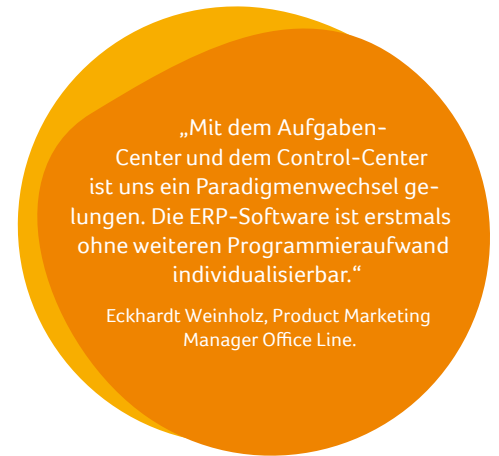 „Mit dem Aufgaben-
Center und dem Control-Center
ist uns ein Paradigmenwechsel ge-
lungen. Die ERP-Software ist erstmals
ohne weiteren Programmieraufwand
individualisierbar.“
Eckhardt Weinholz, Product Marketing
Manager Office Line.